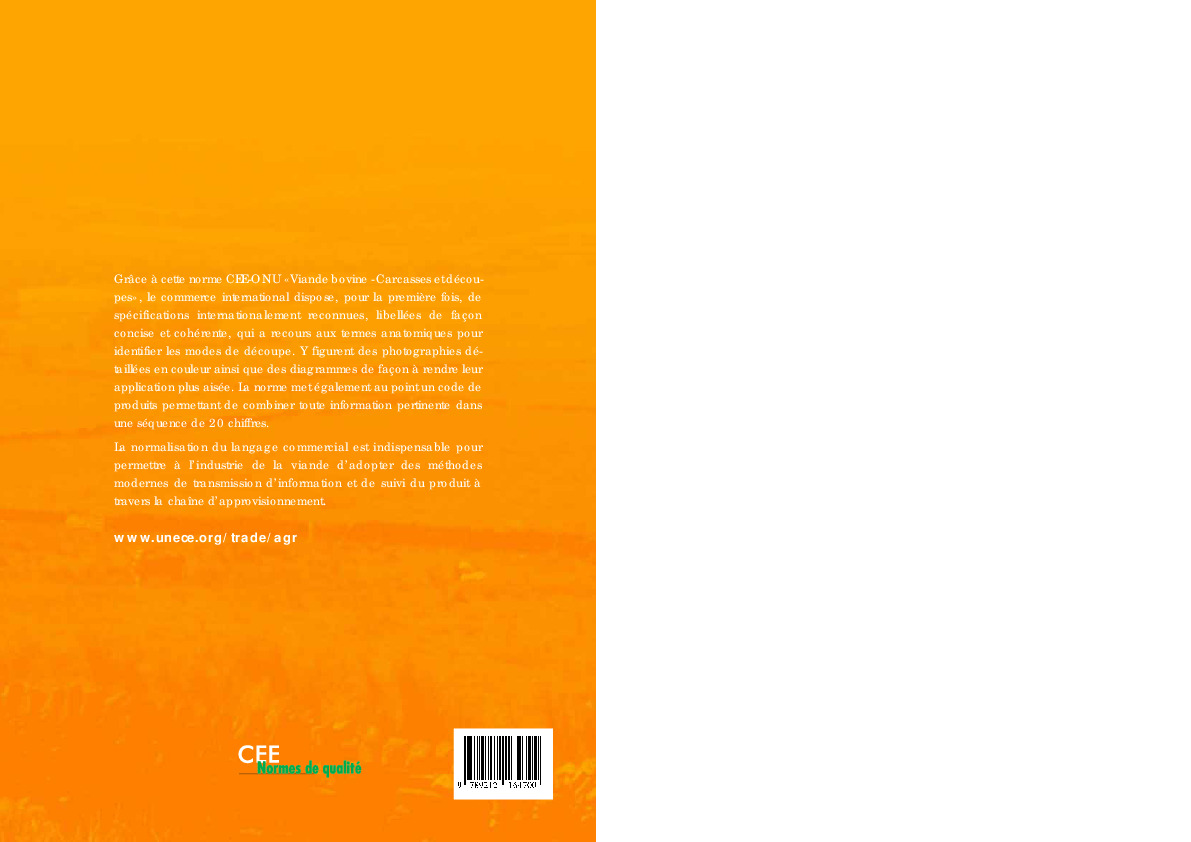 Grâce à cette norme CEE-ONU «Viande bovine - Carcasses et décou-
pes», le commerce international dispose, pour la première fois, de
spécifications internationalement reconnues, libellées de façon
concise et cohérente, qui a recours aux termes anatomiques pour
identifier les modes de découpe. Y figurent des photographies dé-
taillées en couleur ainsi que des diagrammes de façon à rendre leur
application plus aisée. La norme met également au point un code de
produits permettant de combiner toute information pertinente dans
une séquence de 20 chiffres.
La normalisation du langage commercial est indispensable pour
permettre à l'industrie de la viande d'adopter des méthodes
modernes de transmission d'information et de suivi du produit à
travers la chaîne d'approvisionnement.
www.unece.org/trade/agr
CEE
Normes de qualité